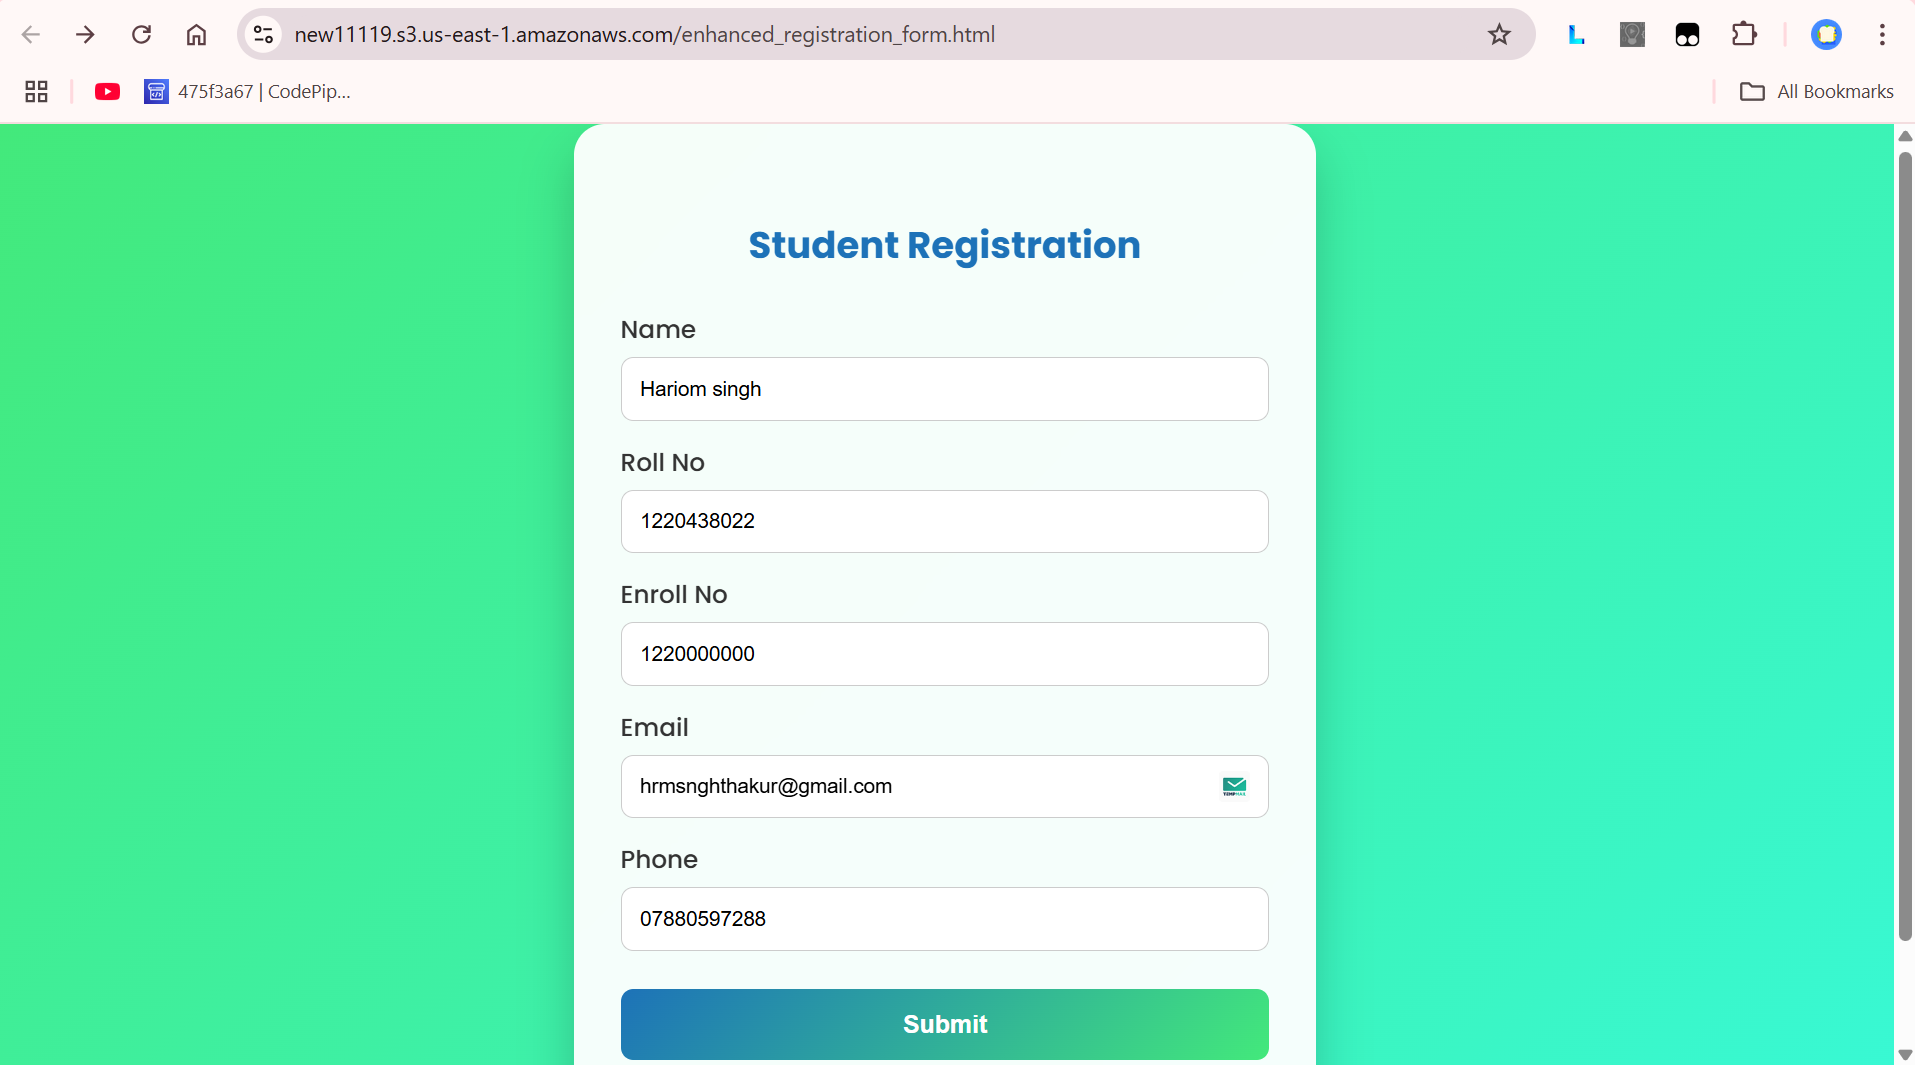 new11119.s3.us-east-1.amazonaws.com/enhanced_registration_form.html
475f3a67 | CodePip...
All Bookmarks
Student Registration
Name
Hariom singh
Roll No
1220438022
Enroll No
1220000000
Email
hrmsnghthakur@gmail.com
Phone
07880597288
Submit